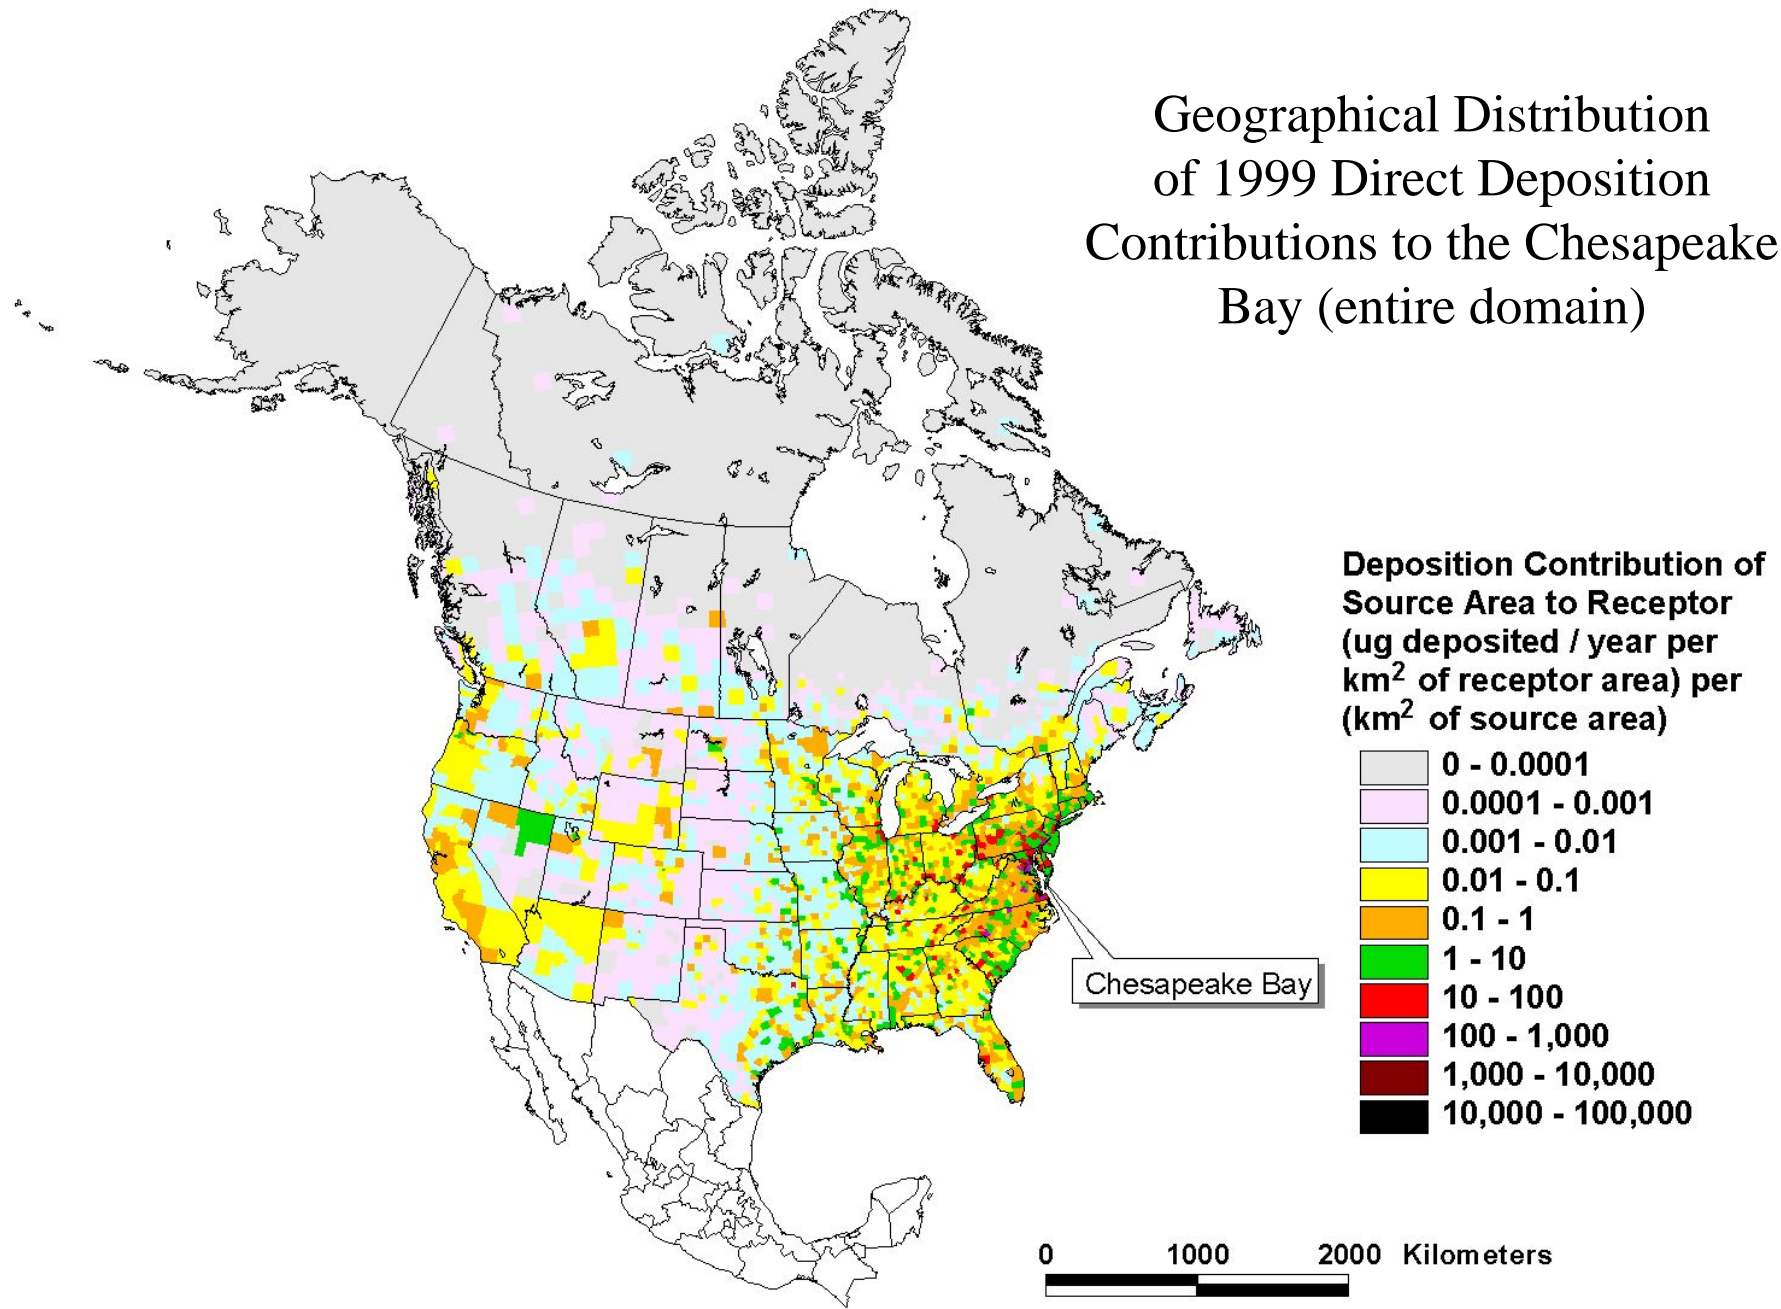 Geographical Distribution
of 1999 Direct Deposition
Contributions to the Chesapeake
Bay (entire domain)
Deposition Contribution of
Source Area to Receptor
(ug deposited / year per
km² of receptor area) per
(km² of source area)
0 - 0.0001
0.0001 - 0.001
0.001 - 0.01
0.01 - 0.1
0.1 - 1
1 - 10
10 - 100
100 - 1,000
1,000 - 10,000
10,000 - 100,000
Chesapeake Bay
0 1000 2000 Kilometers